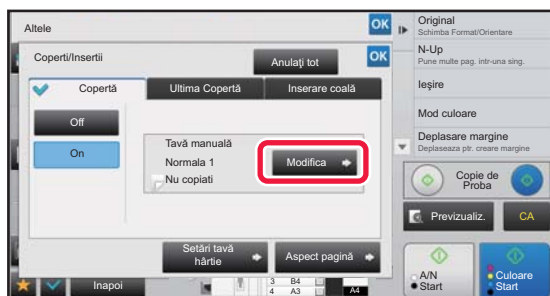 Altele
OK
Coperti/Insertii
Anulaţi tot
OK
Copertă
Ultima Copertă
Inserare coală
Off
On
Tavă manuală
Normala 1
Nu copiati
Modifica
Setări tavă
hârtie
Aspect pagină
Inapoi
3 B4
4 A3
A4
Original
Schimba Format/Orientare
N-Up
Pune multe pag. intr-una sing.
Ieşire
Mod culoare
Deplasare margine
Deplaseaza ptr. creare margine
Copie de
Proba
Previzualiz.
CA
A/N
Start
Culoare
Start